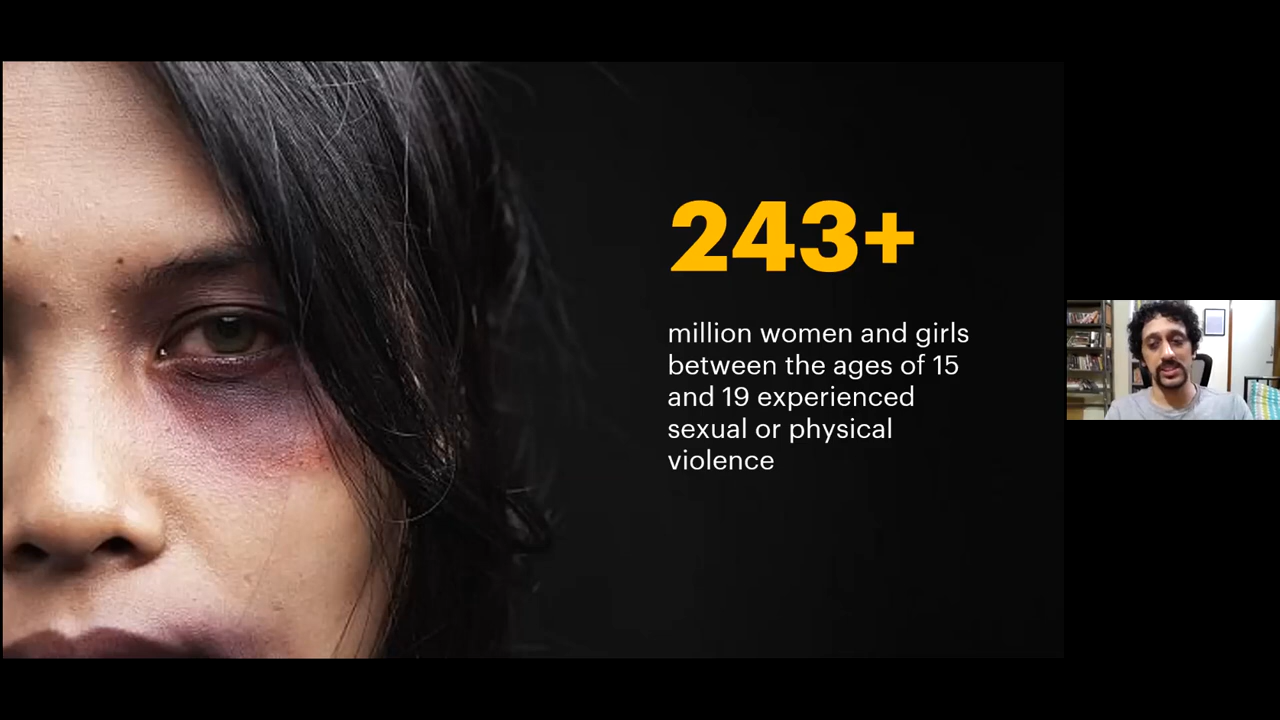 243+
million women and girls
between the ages of 15
and 19 experienced
sexual or physical
violence